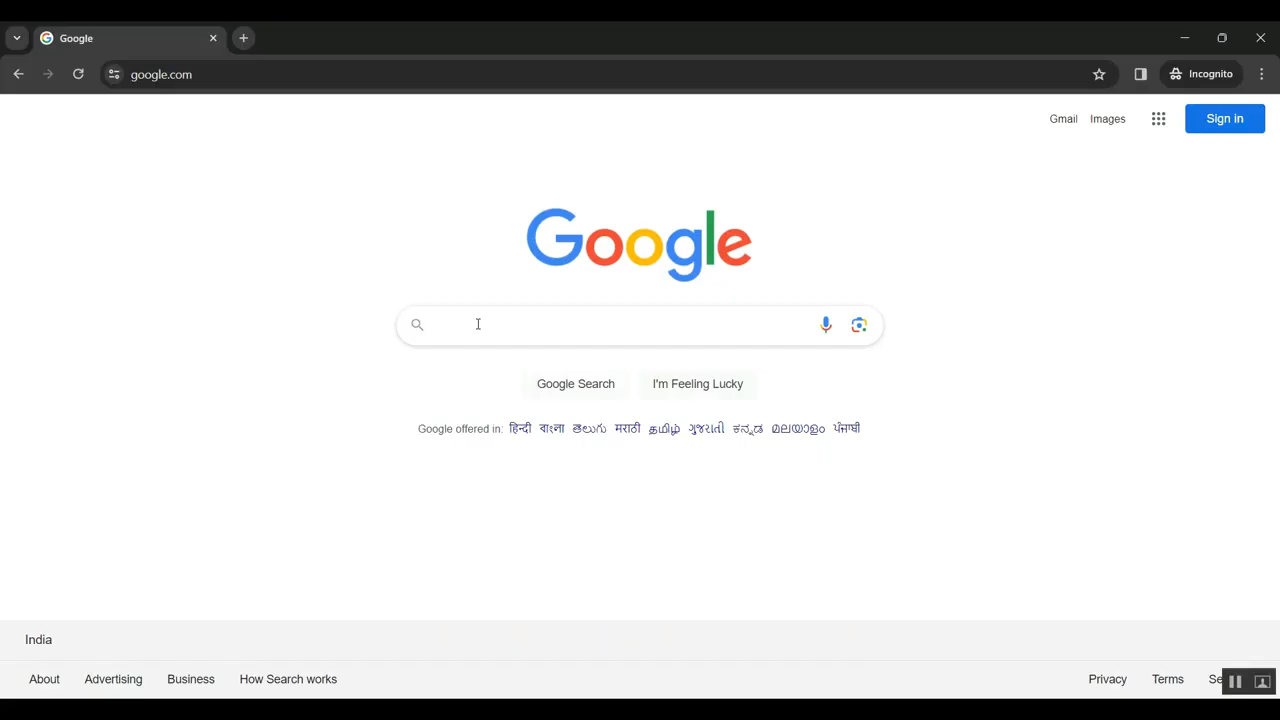 Google
google.com
Incognito
Gmail Images Sign in
Google
Google Search I'm Feeling Lucky
Google offered in: हिन्दी বাংলা తెలుగు मराठी தமிழ் ગુજરાતી ಕನ್ನಡ മലയാളം ਪੰਜਾਬੀ
India
About Advertising Business How Search works Privacy Terms Se